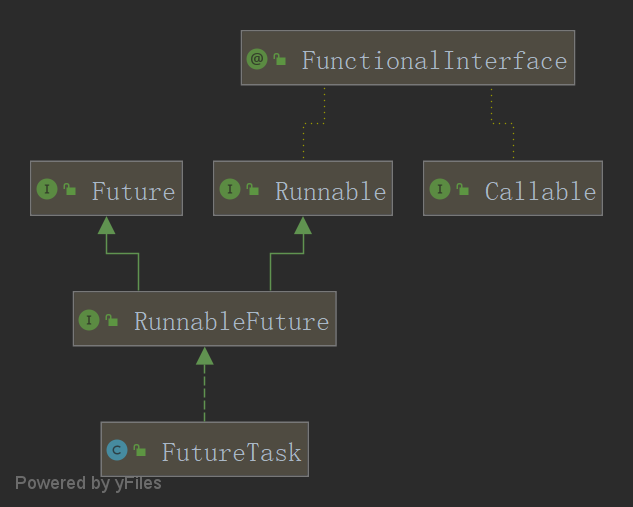 @ FunctionalInterface
I Future
I Runnable
I Callable
I RunnableFuture
C FutureTask
Powered by yFiles